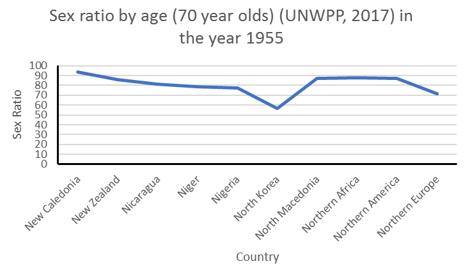 Sex ratio by age (70 year olds) (UNWPP, 2017) in
the year 1955
100
90
80
70
60
50
40
30
20
10
0
Sex Ratio
New Caledonia
New Zealand
Nicaragua
Niger
Nigeria
North Korea
North Macedonia
Northern Africa
Northern America
Northern Europe
Country